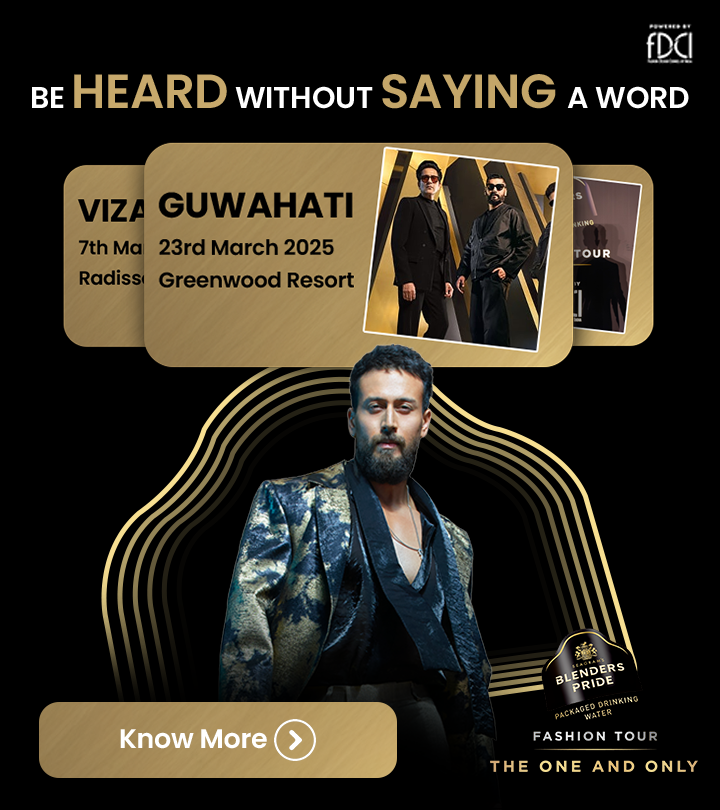 POWERED BY
fDCI
BE HEARD WITHOUT SAYING A WORD
VIZA
7th Ma
Radiss
GUWAHATI
23rd March 2025
Greenwood Resort
TOUR
SEAGRAM'S
BLENDERS
PRIDE
PACKAGED DRINKING
WATER
FASHION TOUR
THE ONE AND ONLY
Know More